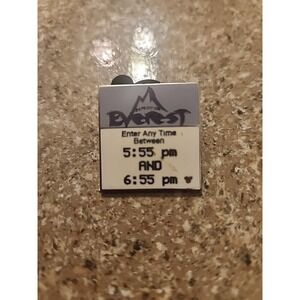 EVEREST
Enter Any Time
Between
5:55 pm
AND
6:55 pm